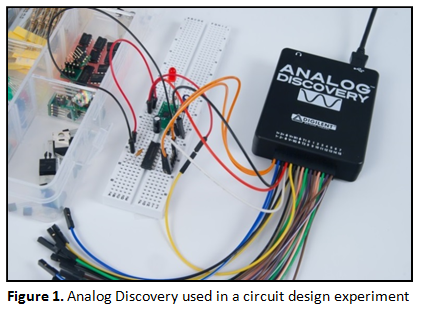 ANALOG
DISCOVERY
DIGILENT
Figure 1. Analog Discovery used in a circuit design experiment